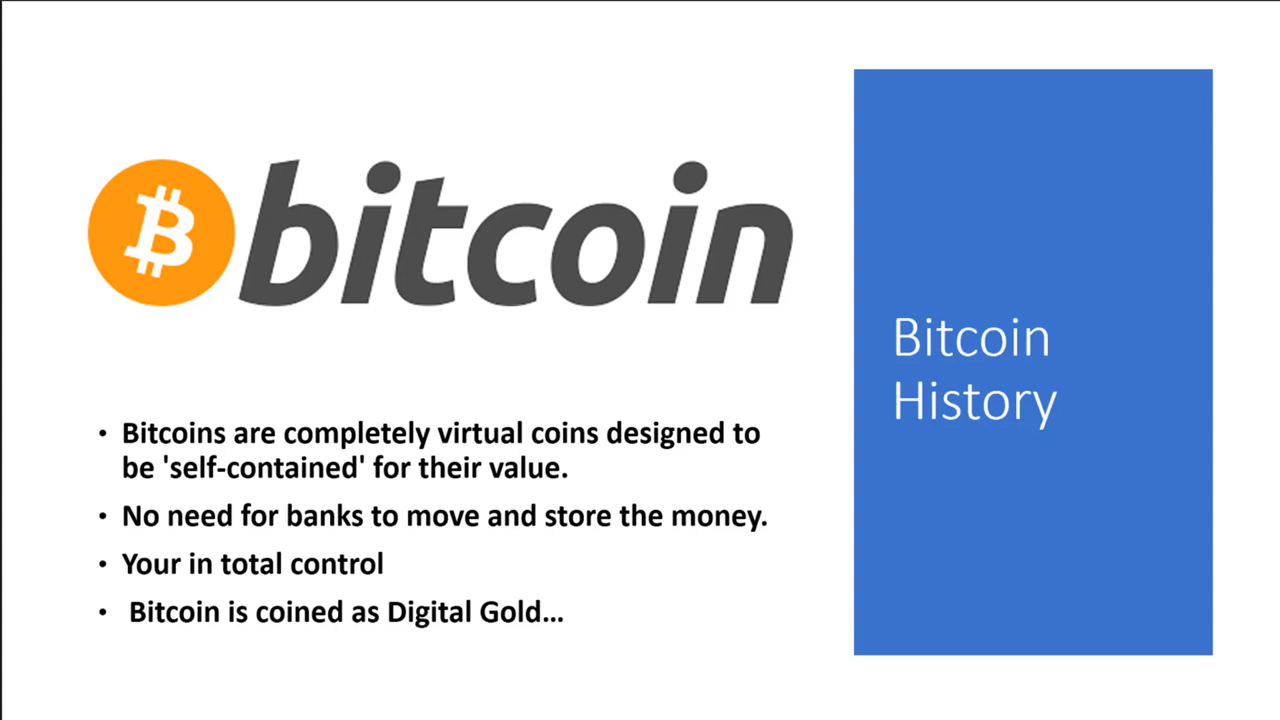 bitcoin
• Bitcoins are completely virtual coins designed to
be 'self-contained' for their value.
• No need for banks to move and store the money.
• Your in total control
• Bitcoin is coined as Digital Gold...
Bitcoin
History